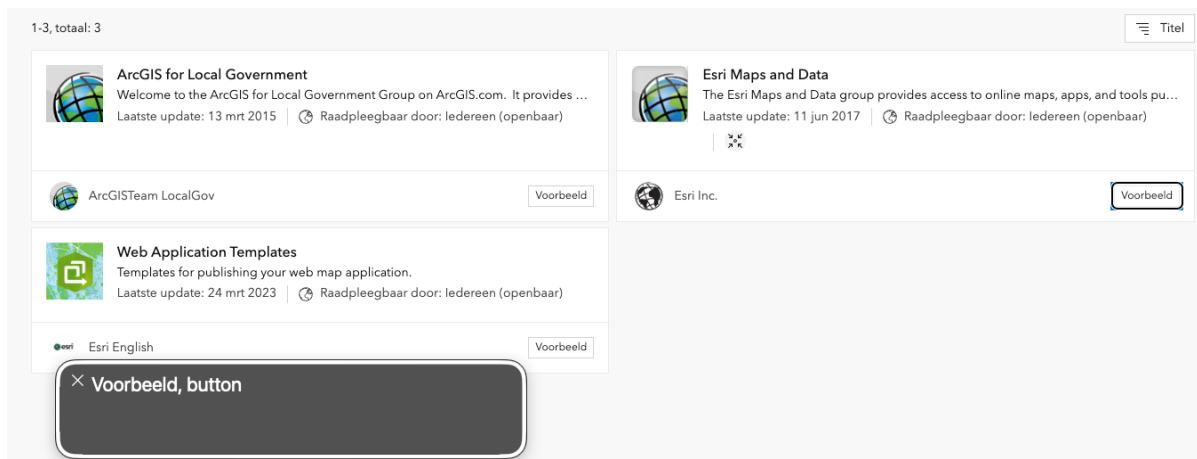 1-3, totaal: 3
Titel
ArcGIS for Local Government
Welcome to the ArcGIS for Local Government Group on ArcGIS.com. It provides ...
Laatste update: 13 mrt 2015
Raadpleegbaar door: Iedereen (openbaar)
ArcGISTeam LocalGov
Voorbeeld
Esri Maps and Data
The Esri Maps and Data group provides access to online maps, apps, and tools pu...
Laatste update: 11 jun 2017
Raadpleegbaar door: Iedereen (openbaar)
Esri Inc.
Voorbeeld
Web Application Templates
Templates for publishing your web map application.
Laatste update: 24 mrt 2023
Raadpleegbaar door: Iedereen (openbaar)
esri
Esri English
Voorbeeld
Voorbeeld, button